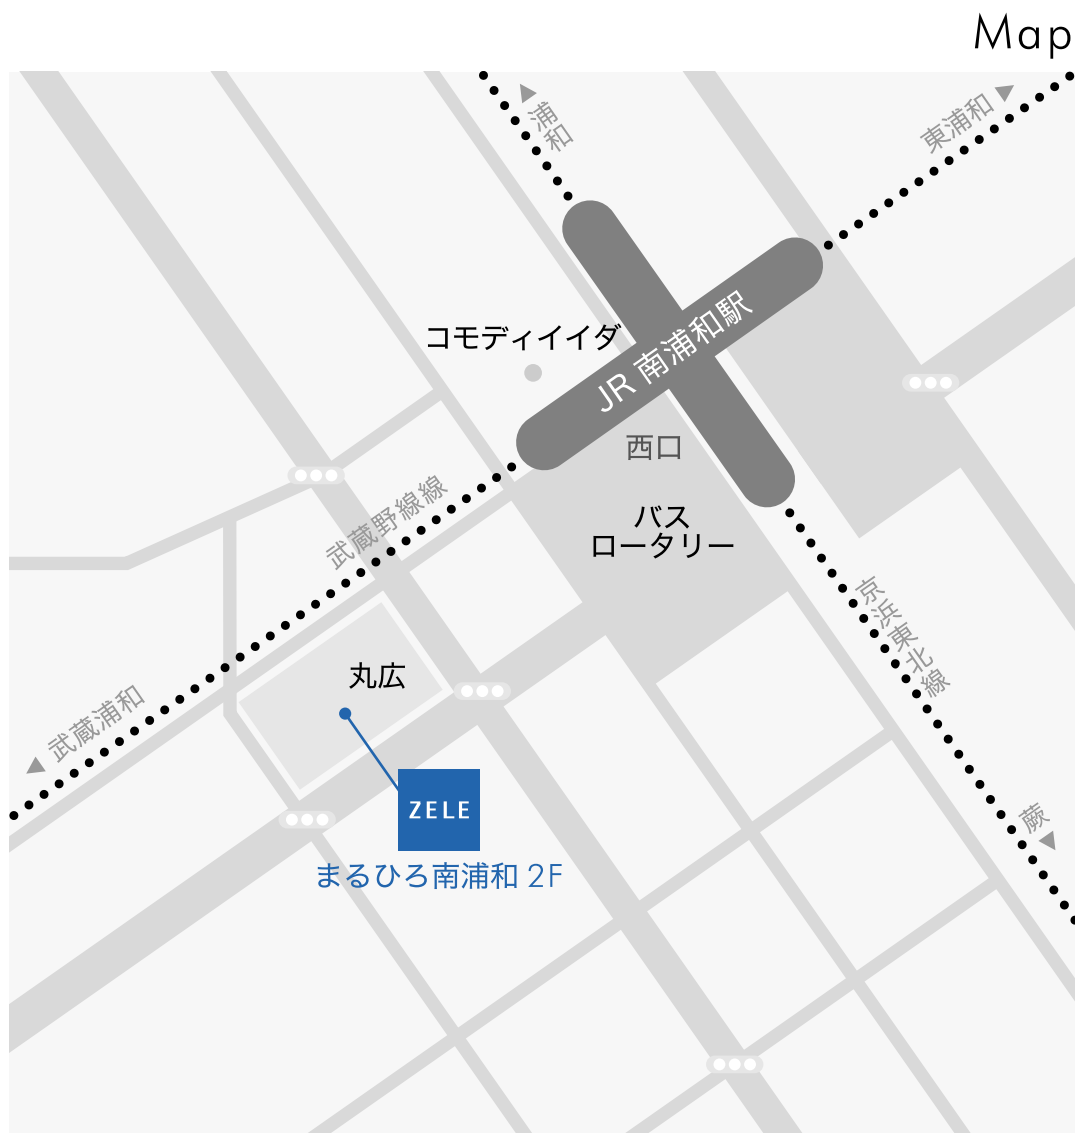 Map
浦和
東浦和
コモディイイダ
JR 南浦和駅
西口
武蔵野線線
バス
ロータリー
京浜東北線
丸広
武蔵浦和
ZELE
蕨
まるひろ南浦和 2F